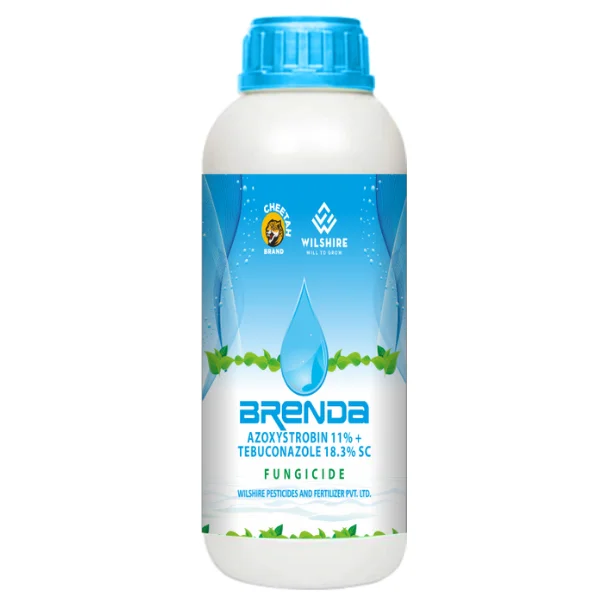 CHEETAH
BRAND
WILSHIRE
WILL TO GROW
BRENDA
AZOXYSTROBIN 11% +
TEBUCONAZOLE 18.3% SC
FUNGICIDE
WILSHIRE PESTICIDES AND FERTILIZER PVT. LTD.